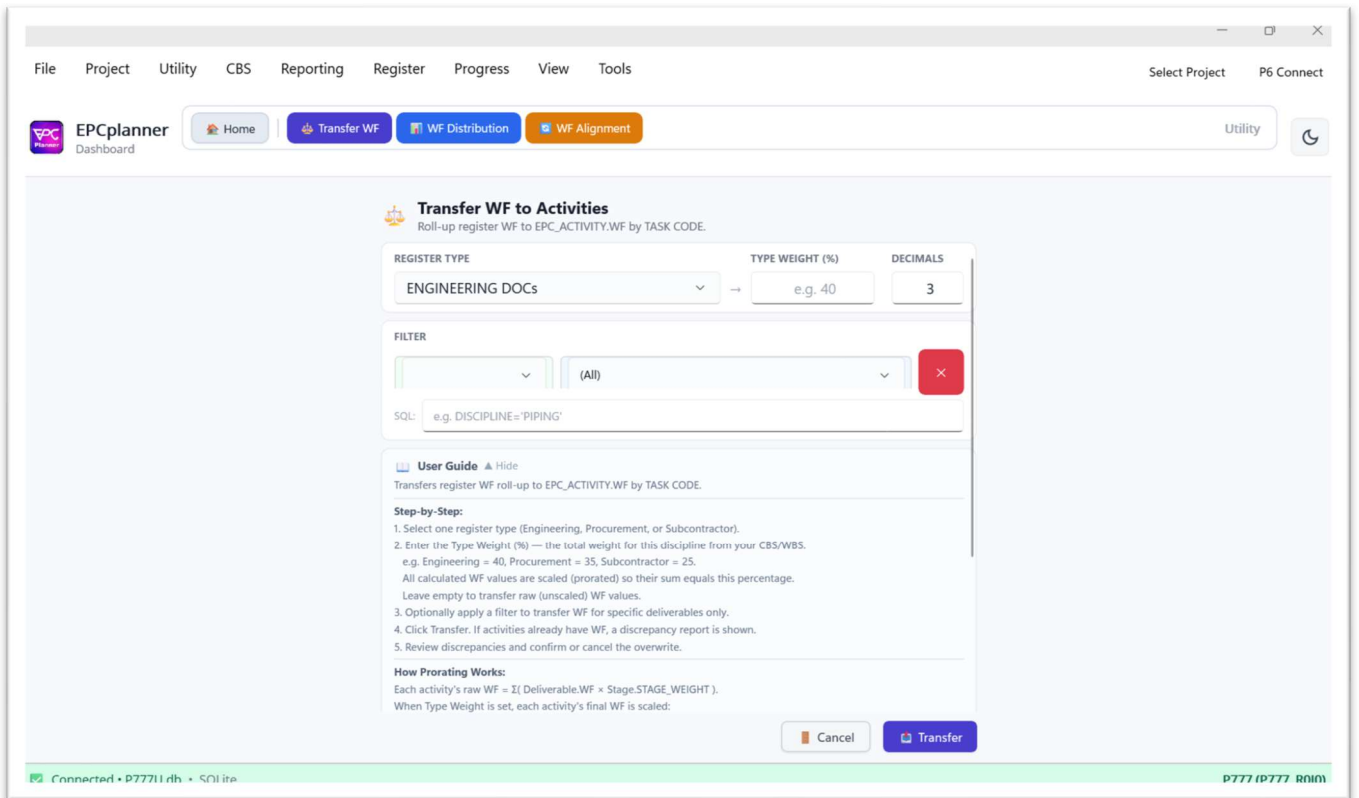 File Project Utility CBS Reporting Register Progress View Tools Select Project P6 Connect
EPC Planner
EPCplanner
Dashboard
Home Transfer WF WF Distribution WF Alignment Utility
Transfer WF to Activities
Roll-up register WF to EPC_ACTIVITY.WF by TASK CODE.
REGISTER TYPE TYPE WEIGHT (%) DECIMALS
ENGINEERING DOCs → e.g. 40 3
FILTER
(All)
SQL: e.g. DISCIPLINE='PIPING'
User Guide ▲ Hide
Transfers register WF roll-up to EPC_ACTIVITY.WF by TASK CODE.
Step-by-Step:
1. Select one register type (Engineering, Procurement, or Subcontractor).
2. Enter the Type Weight (%) — the total weight for this discipline from your CBS/WBS.
e.g. Engineering = 40, Procurement = 35, Subcontractor = 25.
All calculated WF values are scaled (prorated) so their sum equals this percentage.
Leave empty to transfer raw (unscaled) WF values.
3. Optionally apply a filter to transfer WF for specific deliverables only.
4. Click Transfer. If activities already have WF, a discrepancy report is shown.
5. Review discrepancies and confirm or cancel the overwrite.
How Prorating Works:
Each activity's raw WF = Σ( Deliverable.WF × Stage.STAGE_WEIGHT ).
When Type Weight is set, each activity's final WF is scaled:
Cancel Transfer
Connected • P777U.db • SQLite